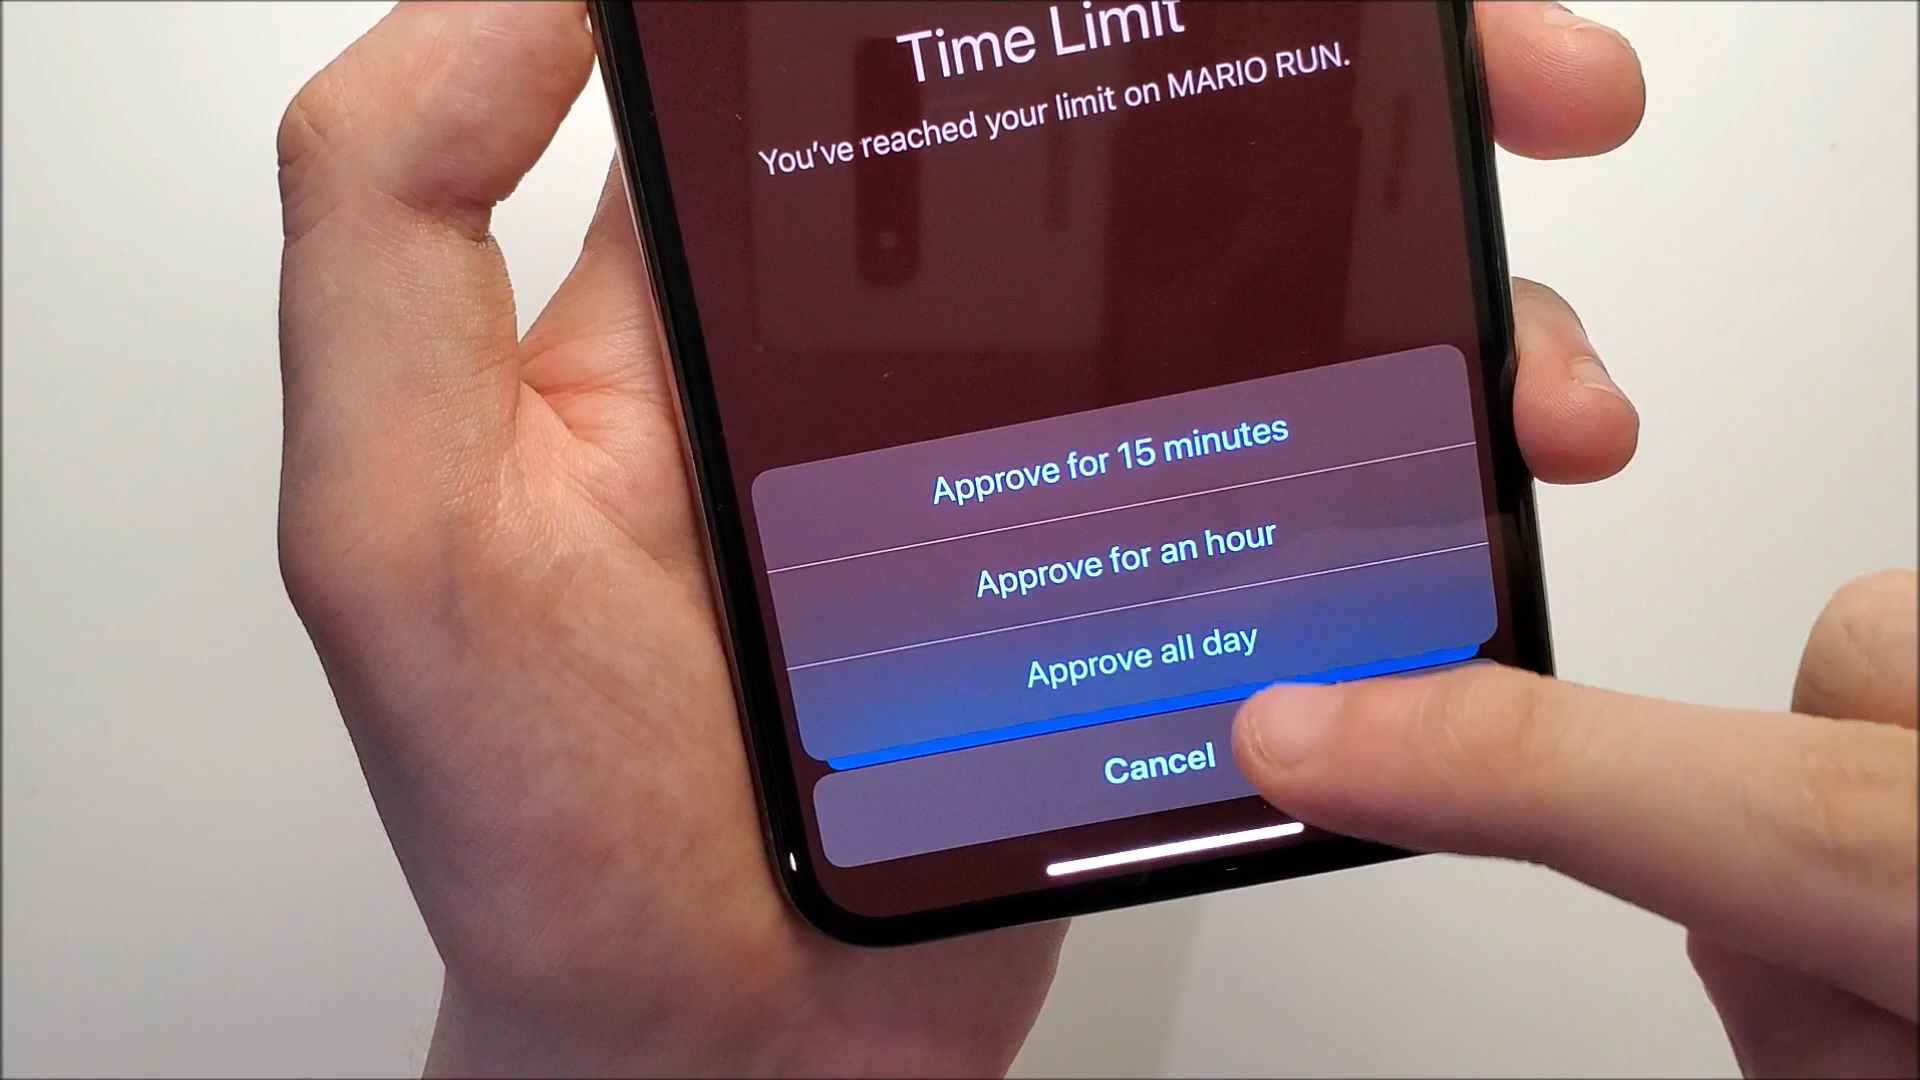 Time Limit
You've reached your limit on MARIO RUN.
Approve for 15 minutes
Approve for an hour
Approve all day
Cancel